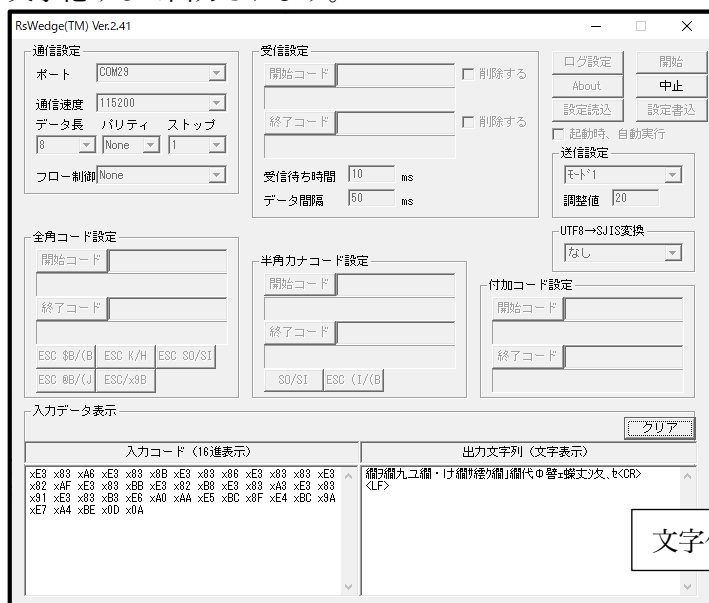 RsWedge(TM) Ver.2.41
通信設定
ポート COM29
通信速度 115200
データ長 パリティ ストップ
8 None 1
フロー制御 None
受信設定
開始コード 削除する
終了コード 削除する
受信待ち時間 10 ms
データ間隔 50 ms
ログ設定 開始
About 中止
設定読込 設定書込
起動時、自動実行
送信設定
ﾓｰﾄﾞ1
調整値 20
UTF8→SJIS変換
なし
全角コード設定
開始コード
終了コード
ESC $B/(B ESC K/H ESC SO/SI
ESC @B/(J ESC/x9B
半角カナコード設定
開始コード
終了コード
SO/SI ESC (I/(B
付加コード設定
開始コード
終了コード
入力データ表示
クリア
入力コード (16進表示)
xE3 x83 xA6 xE3 x83 x8B xE3 x83 x86 xE3 x83 x83 xE3
x82 xAF xE3 x83 xBB xE3 x82 xB8 xE3 x83 xA3 xE3 x83
x91 xE3 x83 xB3 xE6 xA0 xAA xE5 xBC x8F xE4 xBC x9A
xE7 xA4 xBE x0D x0A
出力文字列 (文字表示)
<CR>
<LF>
文字